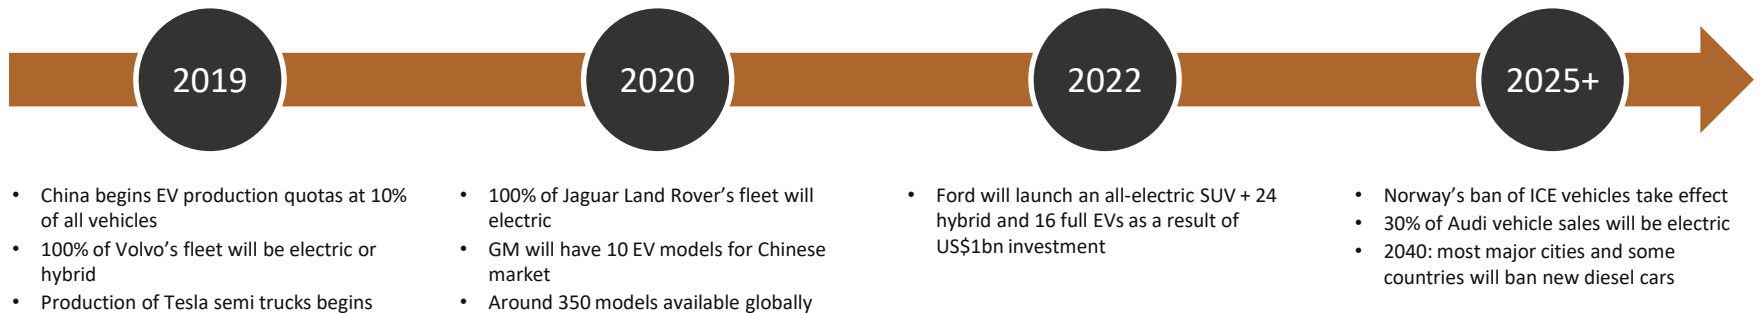 2019
2020
2022
2025+
• China begins EV production quotas at 10%
of all vehicles
• 100% of Volvo's fleet will be electric or
hybrid
• Production of Tesla semi trucks begins
• 100% of Jaguar Land Rover's fleet will
electric
• GM will have 10 EV models for Chinese
market
• Around 350 models available globally
• Ford will launch an all-electric SUV + 24
hybrid and 16 full EVs as a result of
US$1bn investment
• Norway's ban of ICE vehicles take effect
• 30% of Audi vehicle sales will be electric
• 2040: most major cities and some
countries will ban new diesel cars